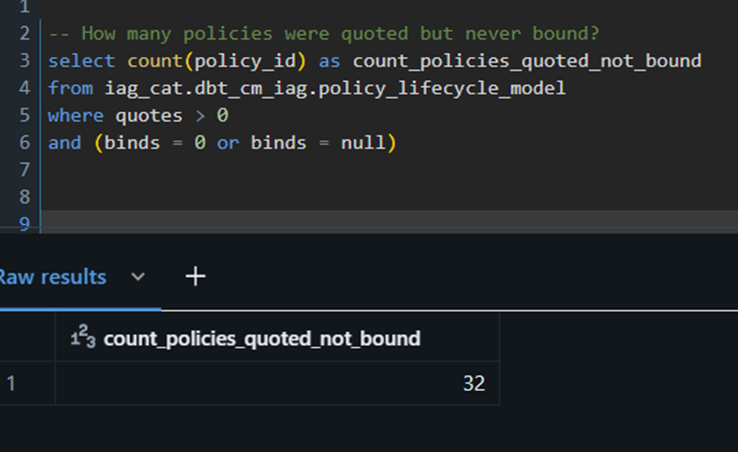 1
2 -- How many policies were quoted but never bound?
3 select count(policy_id) as count_policies_quoted_not_bound
4 from iag_cat.dbt_cm_iag.policy_lifecycle_model
5 where quotes > 0
6 and (binds = 0 or binds = null)
7
8
9
Raw results +
123 count_policies_quoted_not_bound
1 32